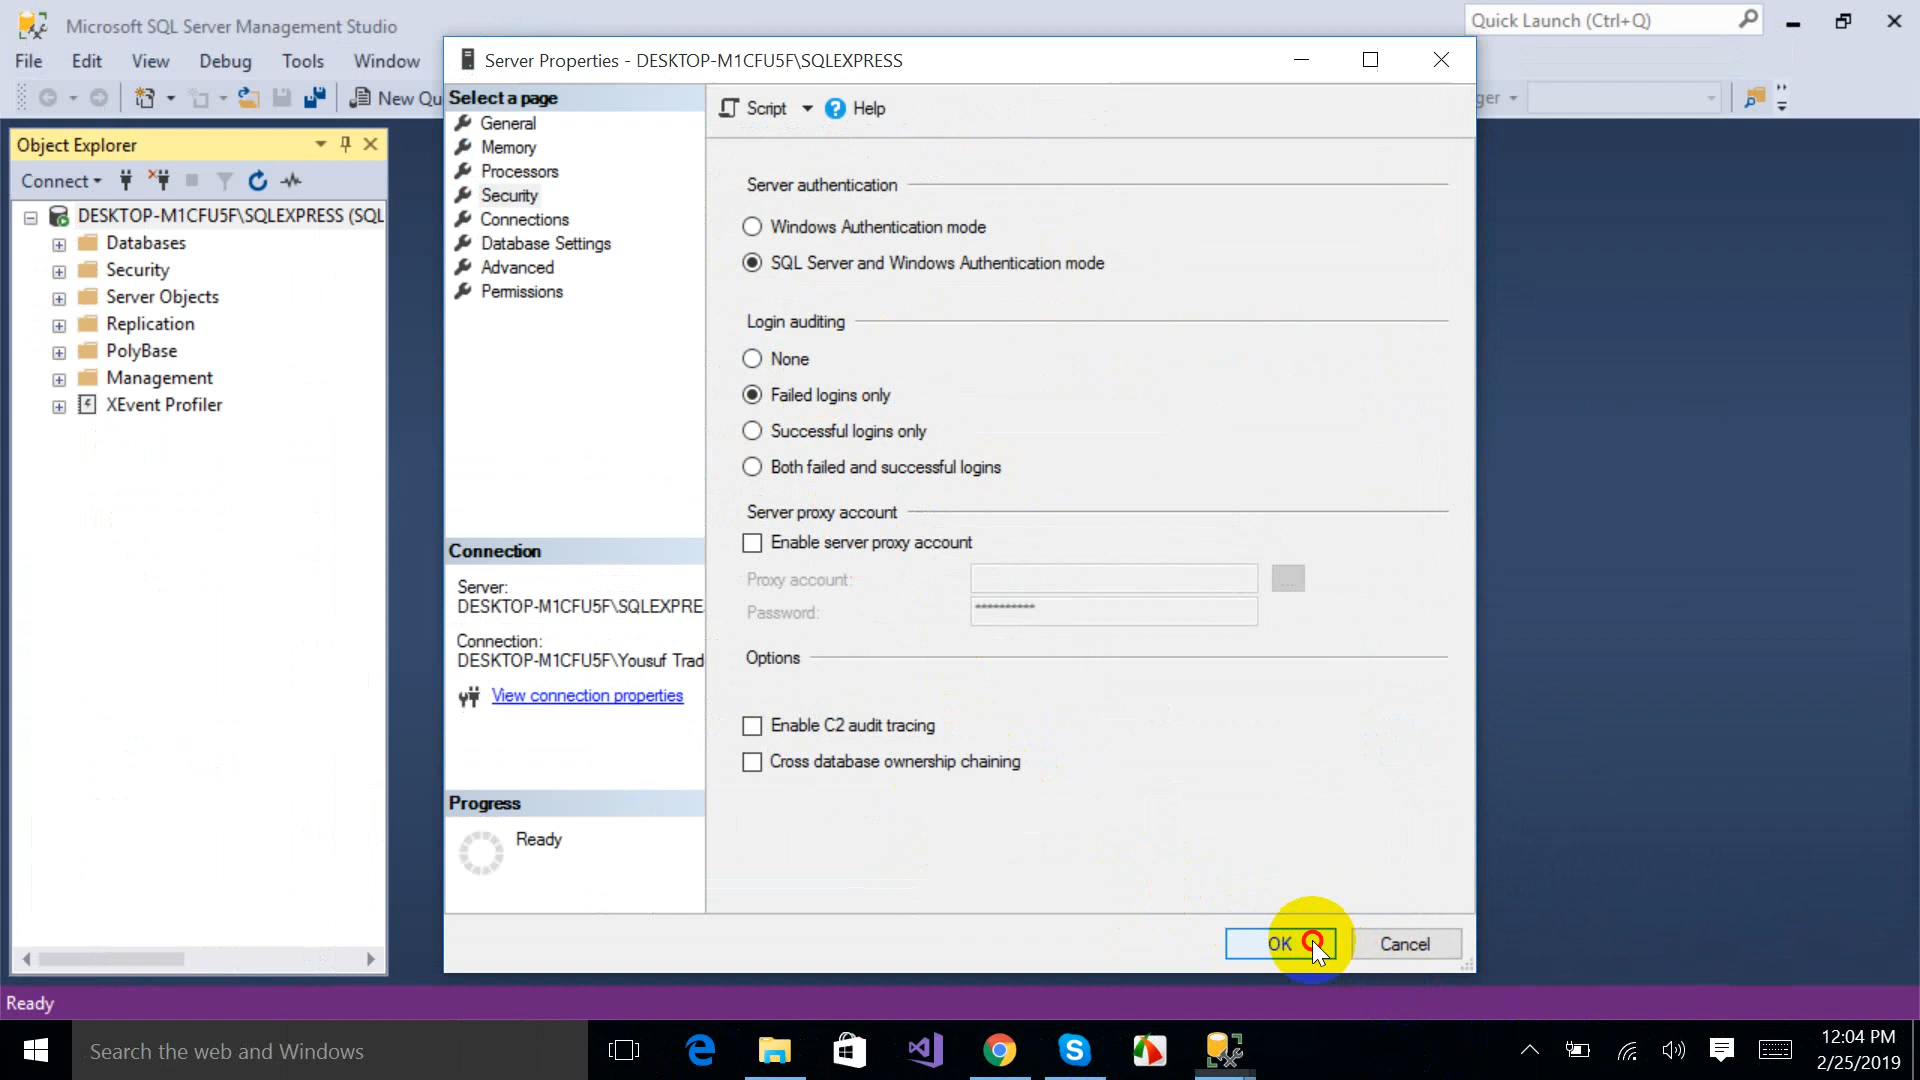 Microsoft SQL Server Management Studio
Quick Launch (Ctrl+Q)
File Edit View Debug Tools Window
New Qu
ger
Object Explorer
Connect
DESKTOP-M1CFU5F\SQLEXPRESS (SQL
Databases
Security
Server Objects
Replication
PolyBase
Management
XEvent Profiler
Server Properties - DESKTOP-M1CFU5F\SQLEXPRESS
Select a page
General
Memory
Processors
Security
Connections
Database Settings
Advanced
Permissions
Connection
Server:
DESKTOP-M1CFU5F\SQLEXPRE
Connection:
DESKTOP-M1CFU5F\Yousuf Trad
View connection properties
Progress
Ready
Script Help
Server authentication
Windows Authentication mode
SQL Server and Windows Authentication mode
Login auditing
None
Failed logins only
Successful logins only
Both failed and successful logins
Server proxy account
Enable server proxy account
Proxy account:
...
Password:
**********
Options
Enable C2 audit tracing
Cross database ownership chaining
OK Cancel
Ready
Search the web and Windows
12:04 PM
2/25/2019